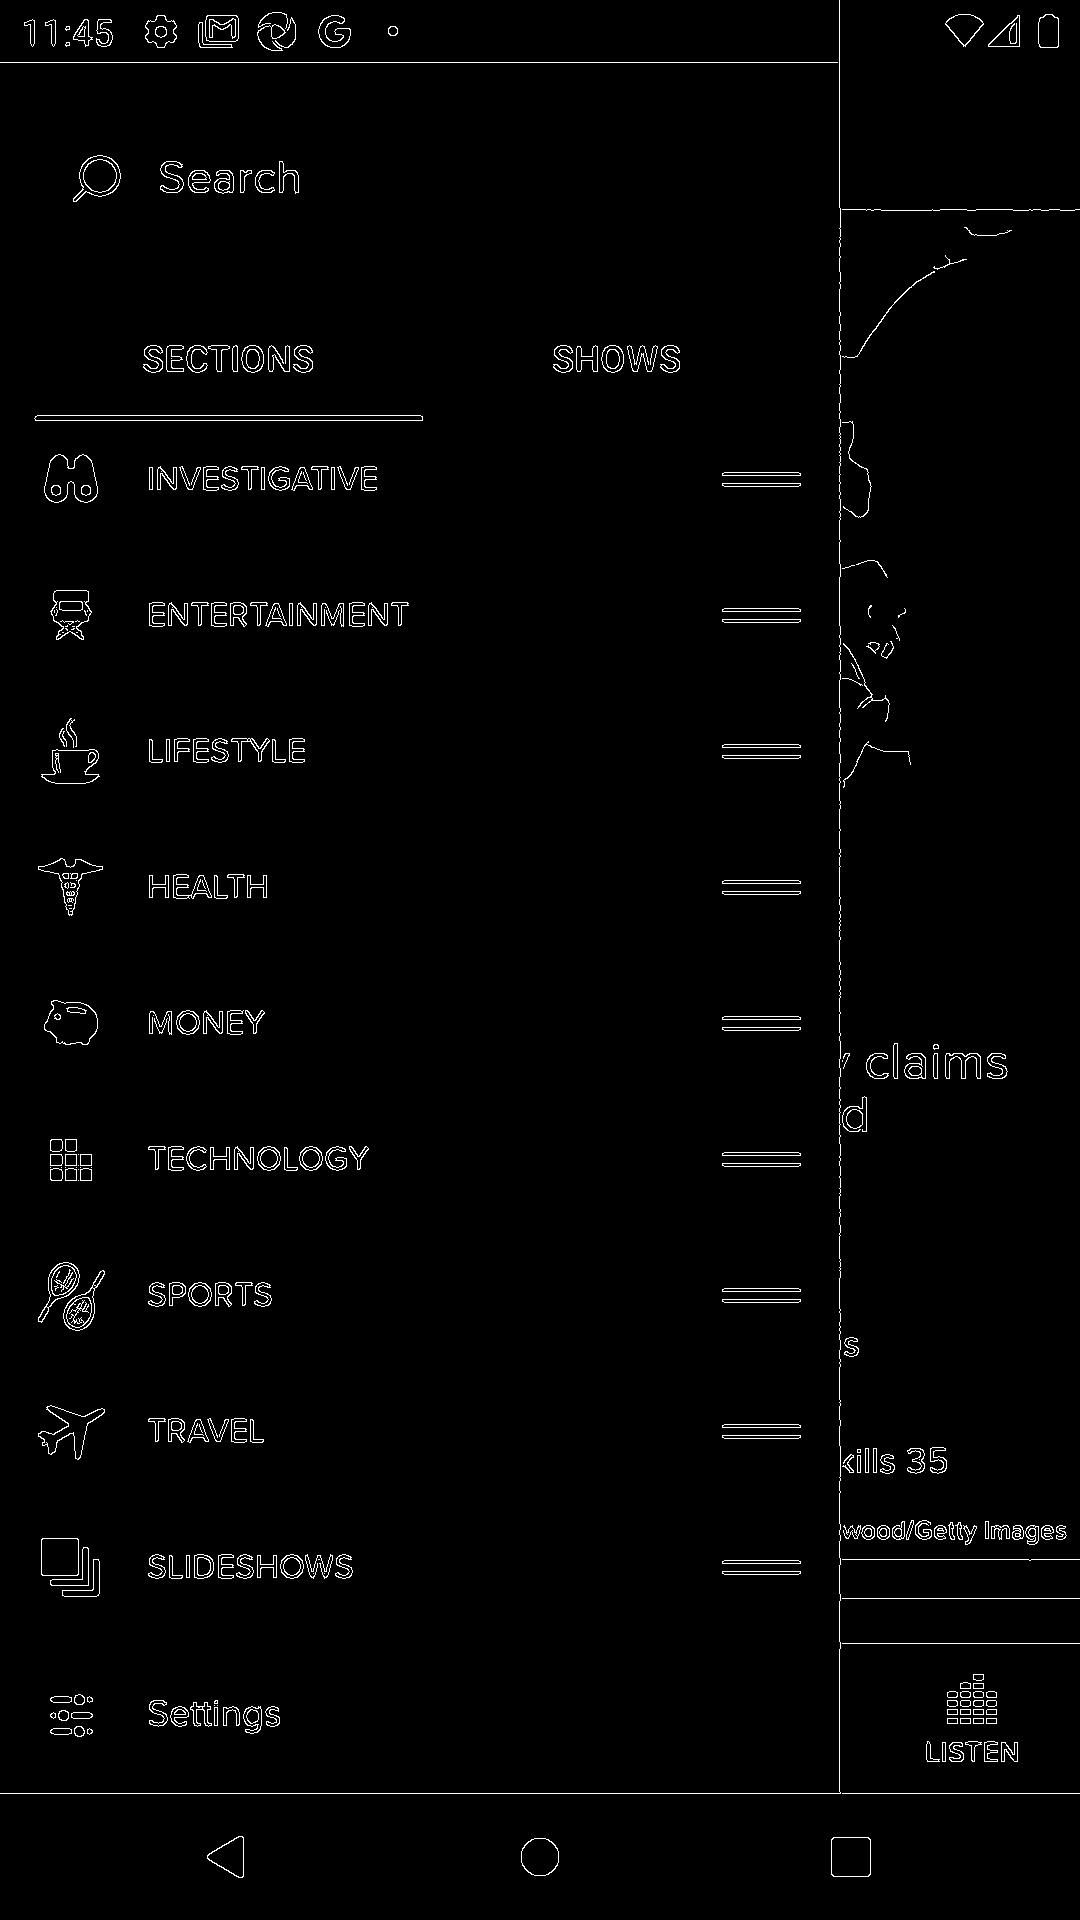 11:45
Search
SECTIONS SHOWS
INVESTIGATIVE
ENTERTAINMENT
LIFESTYLE
HEALTH
MONEY
claims
d
TECHNOLOGY
SPORTS
s
TRAVEL
kills 35
wood/Getty Images
SLIDESHOWS
Settings
LISTEN